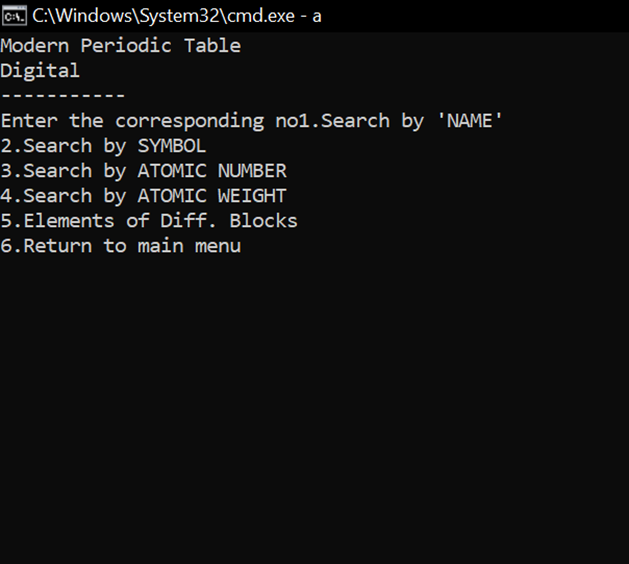 C:\Windows\System32\cmd.exe - a
Modern Periodic Table
Digital
-----------
Enter the corresponding no1.Search by 'NAME'
2.Search by SYMBOL
3.Search by ATOMIC NUMBER
4.Search by ATOMIC WEIGHT
5.Elements of Diff. Blocks
6.Return to main menu